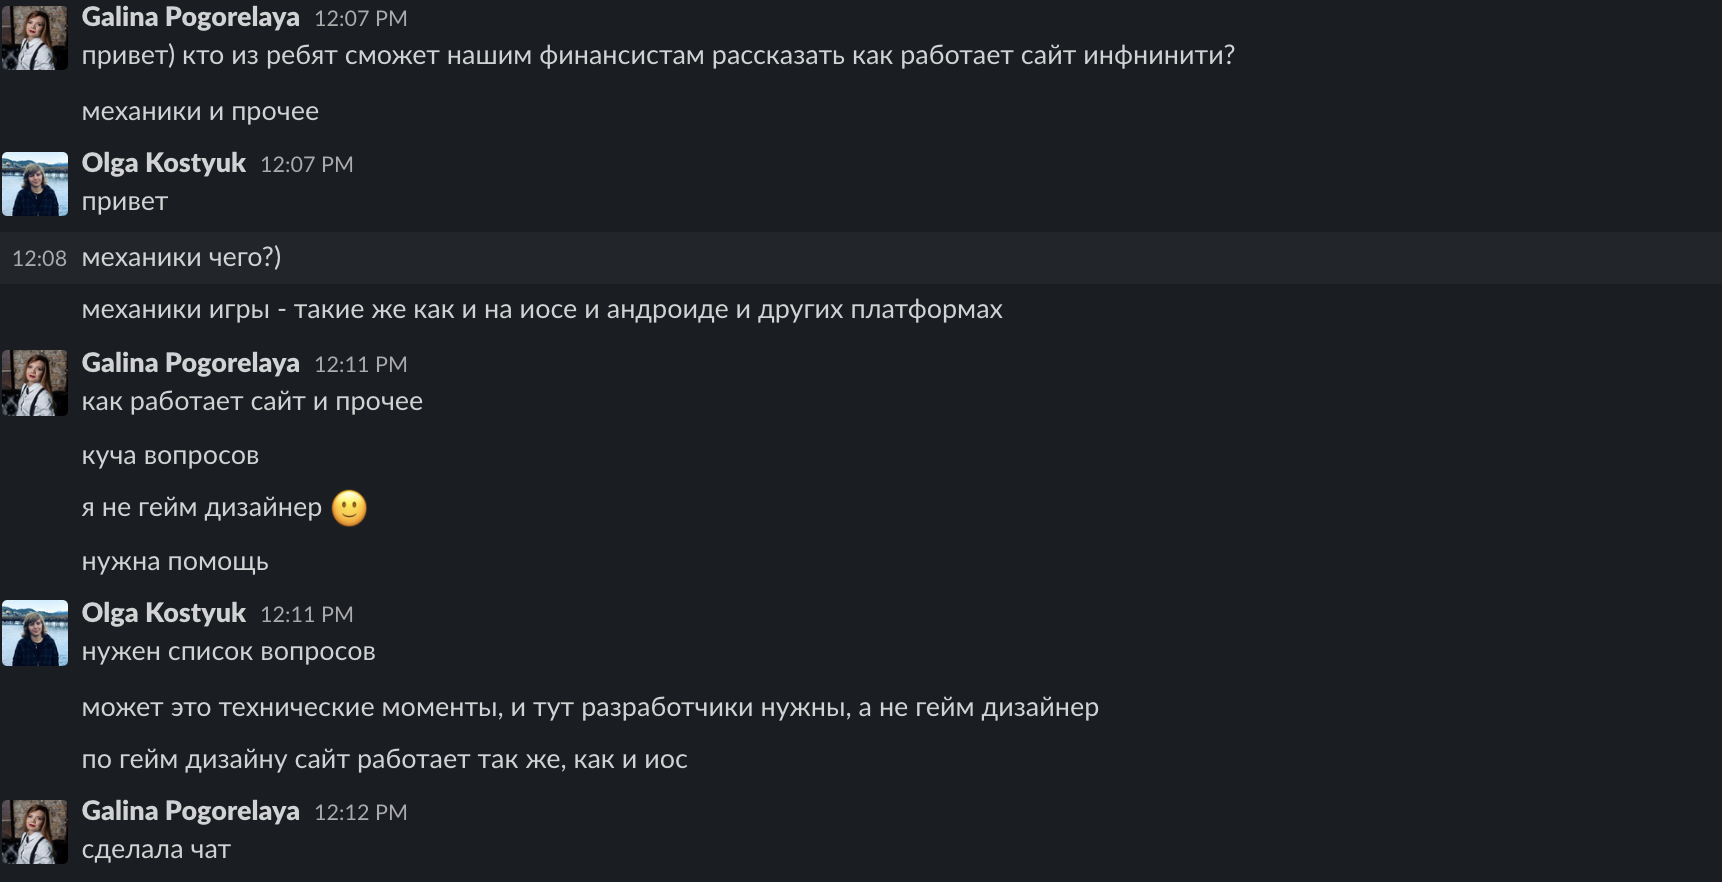 Galina Pogorelaya 12:07 PM
привет) кто из ребят сможет нашим финансистам рассказать как работает сайт инфнинити?
механики и прочее
Olga Kostyuk 12:07 PM
привет
12:08 механики чего?)
механики игры - такие же как и на иосе и андроиде и других платформах
Galina Pogorelaya 12:11 PM
как работает сайт и прочее
куча вопросов
я не гейм дизайнер 🙂
нужна помощь
Olga Kostyuk 12:11 PM
нужен список вопросов
может это технические моменты, и тут разработчики нужны, а не гейм дизайнер
по гейм дизайну сайт работает так же, как и иос
Galina Pogorelaya 12:12 PM
сделала чат